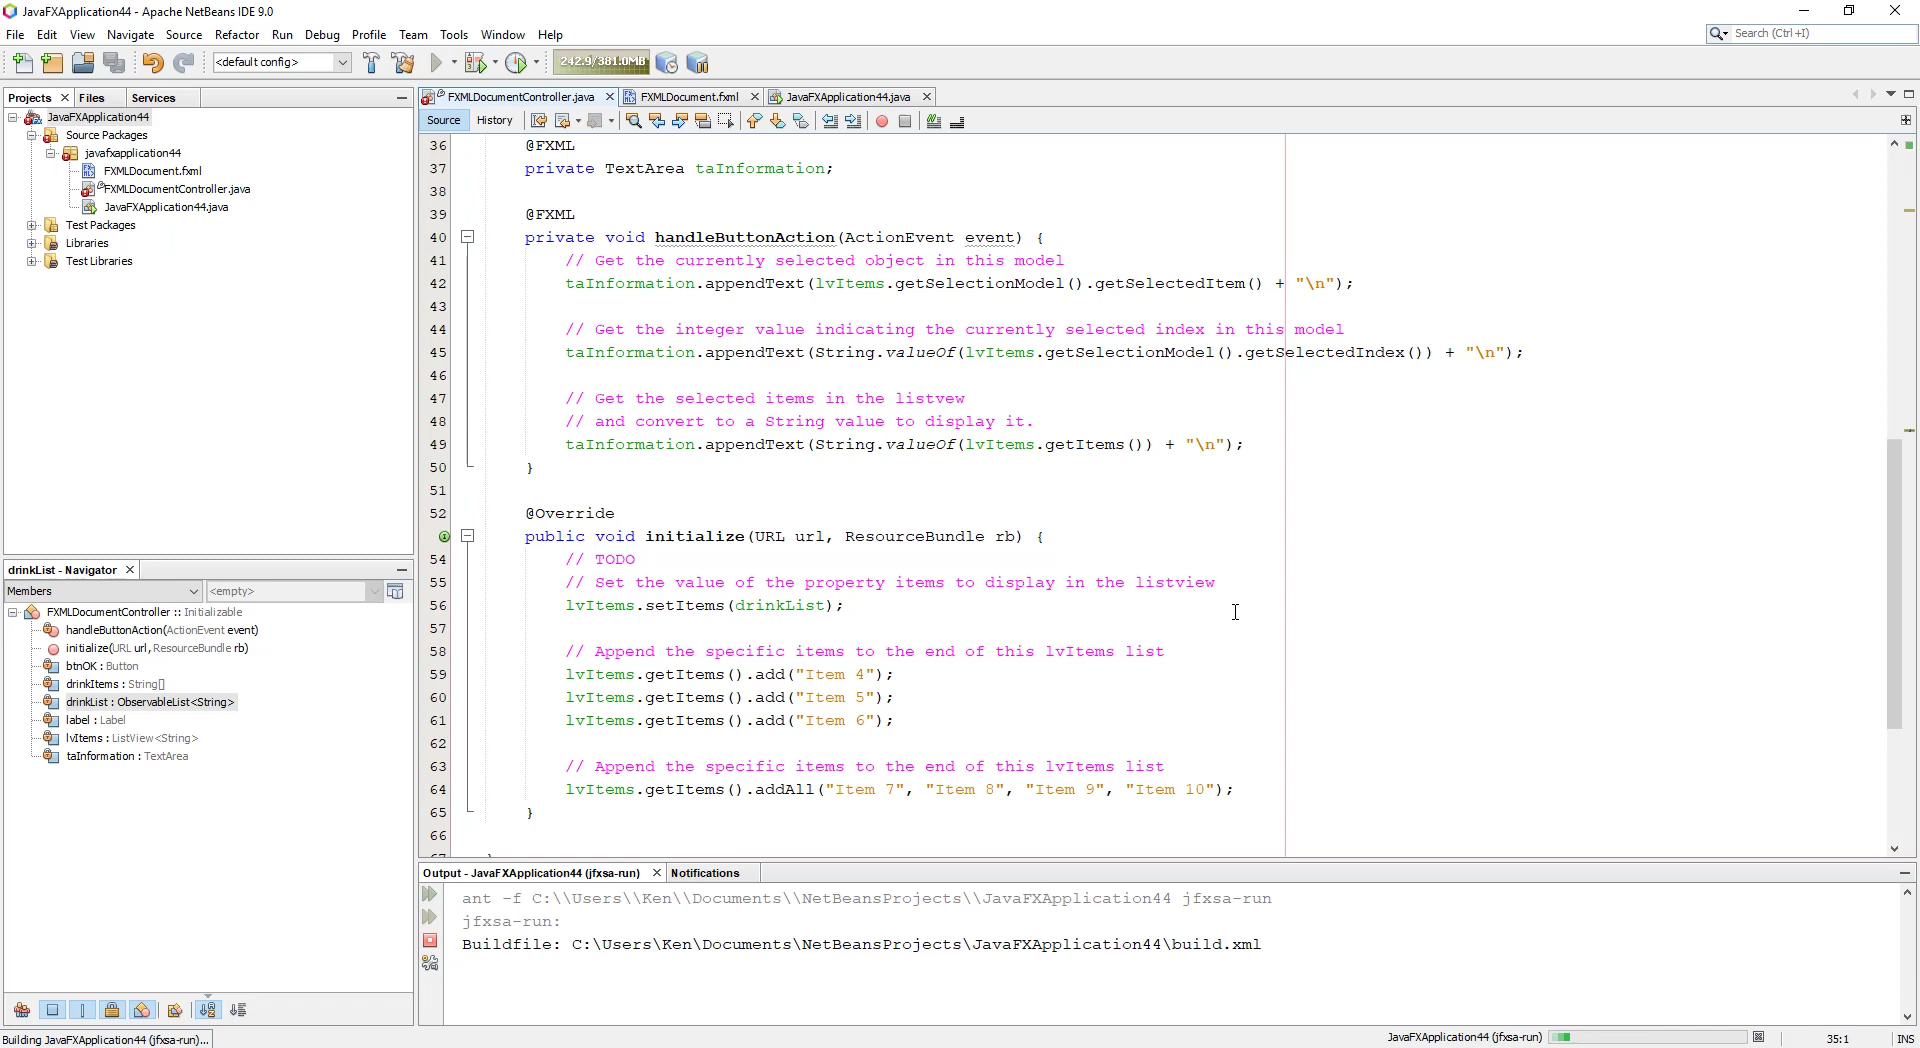 JavaFXApplication44 - Apache NetBeans IDE 9.0
File Edit View Navigate Source Refactor Run Debug Profile Team Tools Window Help
Search (Ctrl+I)
<default config>
242.9/381.0MB
Projects Files Services
JavaFXApplication44
Source Packages
javafxapplication44
FXMLDocument.fxml
FXMLDocumentController.java
JavaFXApplication44.java
Test Packages
Libraries
Test Libraries
drinkList - Navigator
Members <empty>
FXMLDocumentController :: Initializable
handleButtonAction(ActionEvent event)
initialize(URL url, ResourceBundle rb)
btnOK : Button
drinkItems : String[]
drinkList : ObservableList<String>
label : Label
lvItems : ListView<String>
taInformation : TextArea
FXMLDocumentController.java FXMLDocument.fxml JavaFXApplication44.java
Source History
36 @FXML
37 private TextArea taInformation;
38
39 @FXML
40 private void handleButtonAction(ActionEvent event) {
41 // Get the currently selected object in this model
42 taInformation.appendText(lvItems.getSelectionModel().getSelectedItem() + "\n");
43
44 // Get the integer value indicating the currently selected index in this model
45 taInformation.appendText(String.valueOf(lvItems.getSelectionModel().getSelectedIndex()) + "\n");
46
47 // Get the selected items in the listvew
48 // and convert to a String value to display it.
49 taInformation.appendText(String.valueOf(lvItems.getItems()) + "\n");
50 }
51
52 @Override
public void initialize(URL url, ResourceBundle rb) {
54 // TODO
55 // Set the value of the property items to display in the listview
56 lvItems.setItems(drinkList);
57
58 // Append the specific items to the end of this lvItems list
59 lvItems.getItems().add("Item 4");
60 lvItems.getItems().add("Item 5");
61 lvItems.getItems().add("Item 6");
62
63 // Append the specific items to the end of this lvItems list
64 lvItems.getItems().addAll("Item 7", "Item 8", "Item 9", "Item 10");
65 }
66
Output - JavaFXApplication44 (jfxsa-run) Notifications
ant -f C:\\Users\\Ken\\Documents\\NetBeansProjects\\JavaFXApplication44 jfxsa-run
jfxsa-run:
Buildfile: C:\Users\Ken\Documents\NetBeansProjects\JavaFXApplication44\build.xml
Building JavaFXApplication44 (jfxsa-run)...
JavaFXApplication44 (jfxsa-run) 35:1 INS